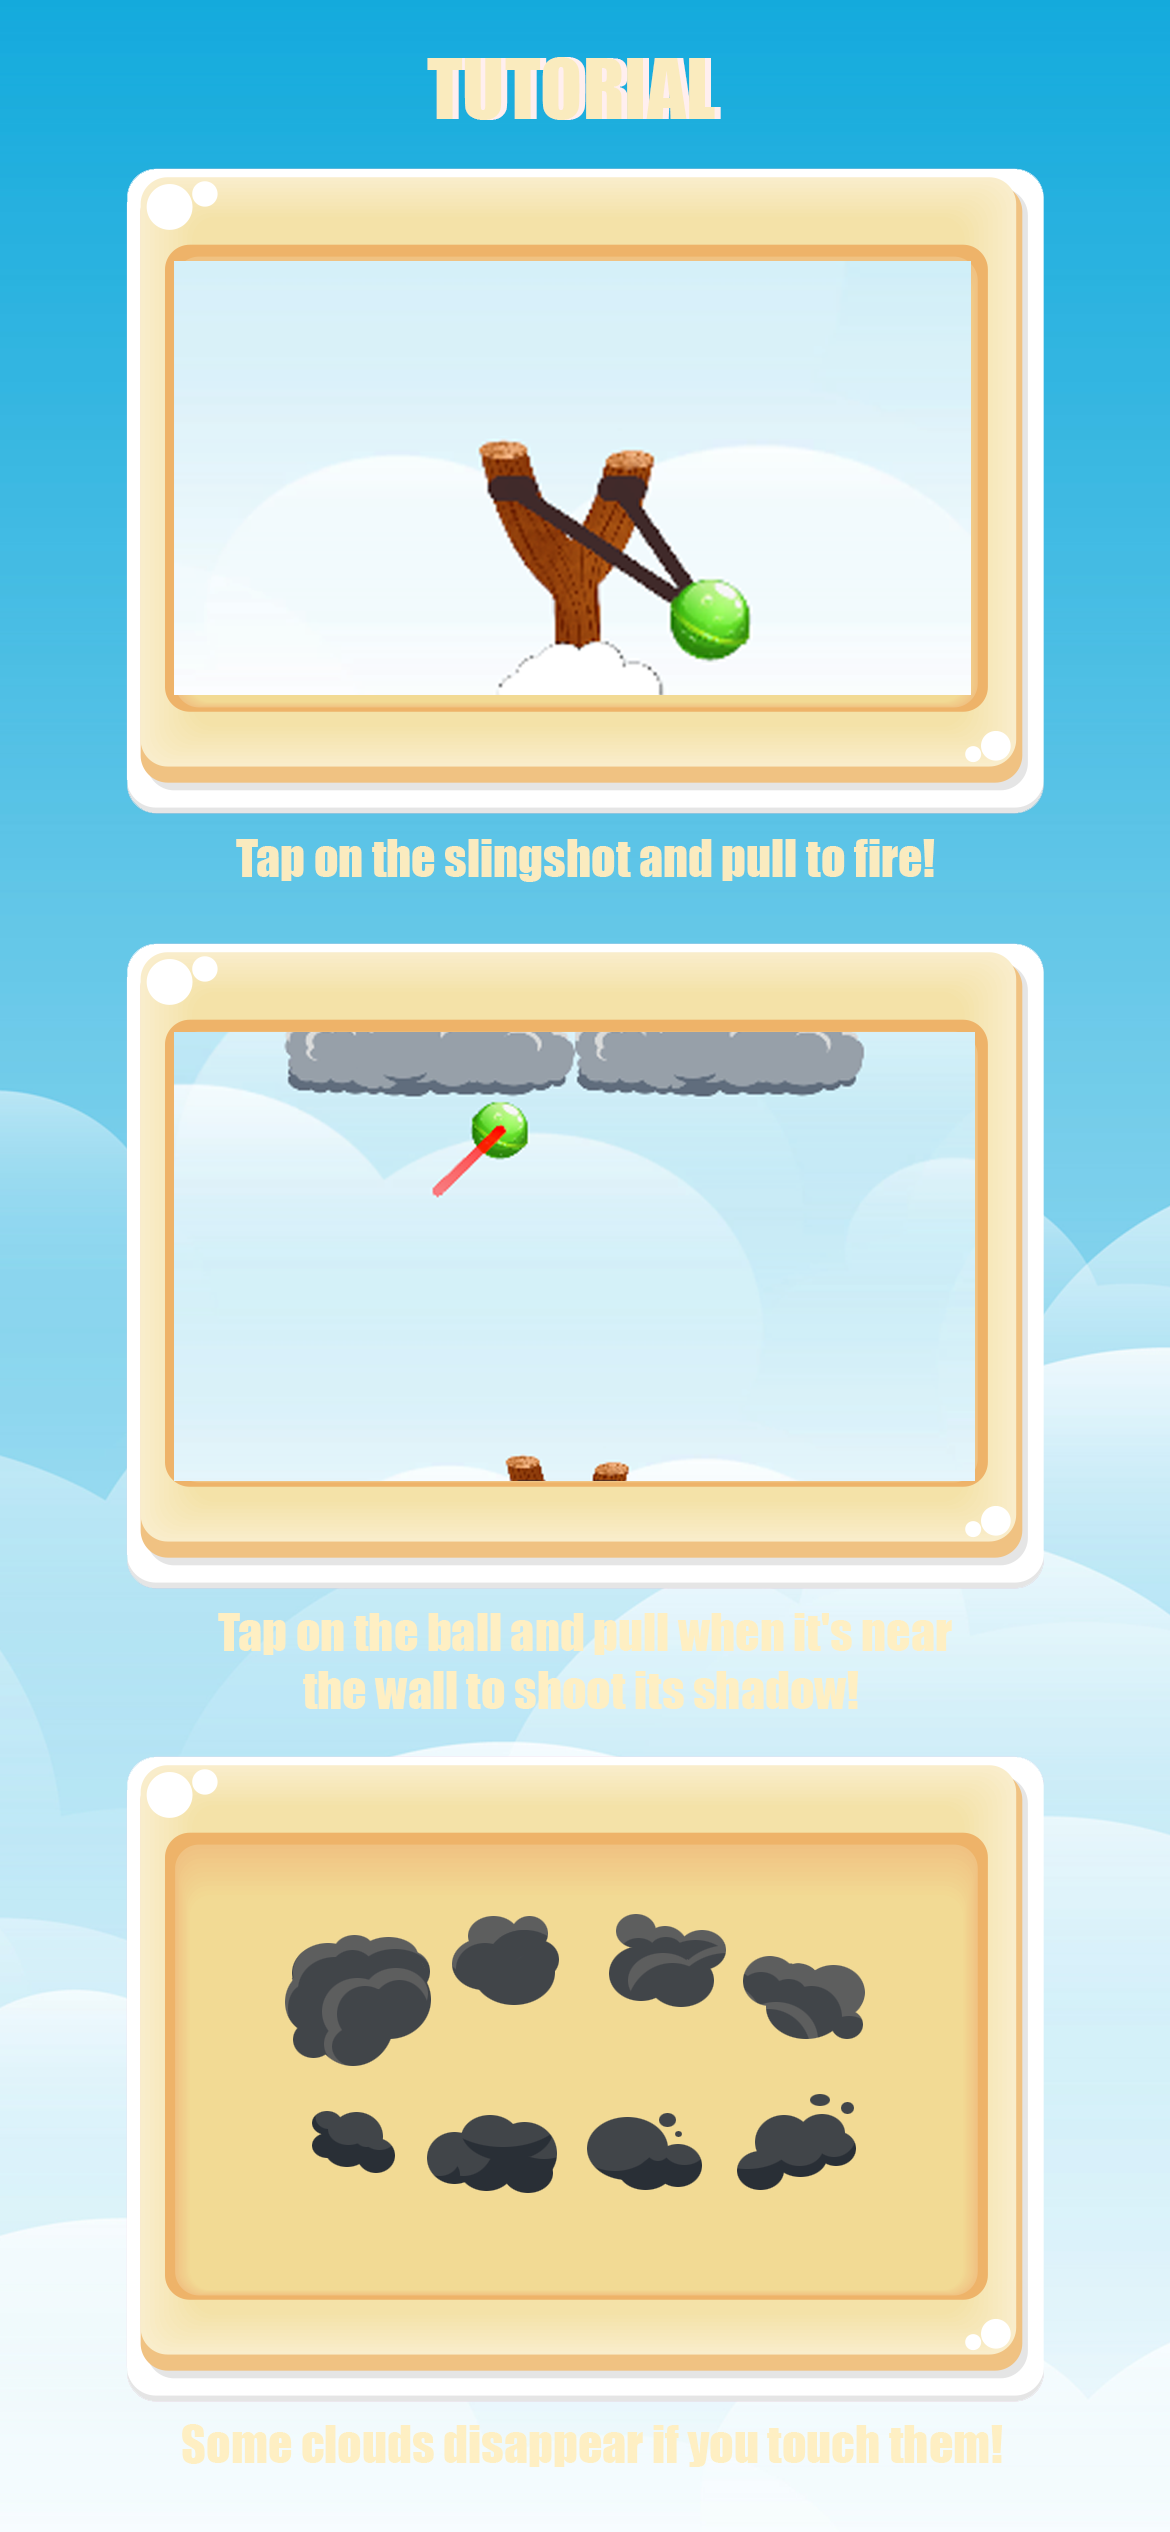 TUTORIAL
Tap on the slingshot and pull to fire!
Tap on the ball and pull when it's near
the wall to shoot its shadow!
Some clouds disappear if you touch them!